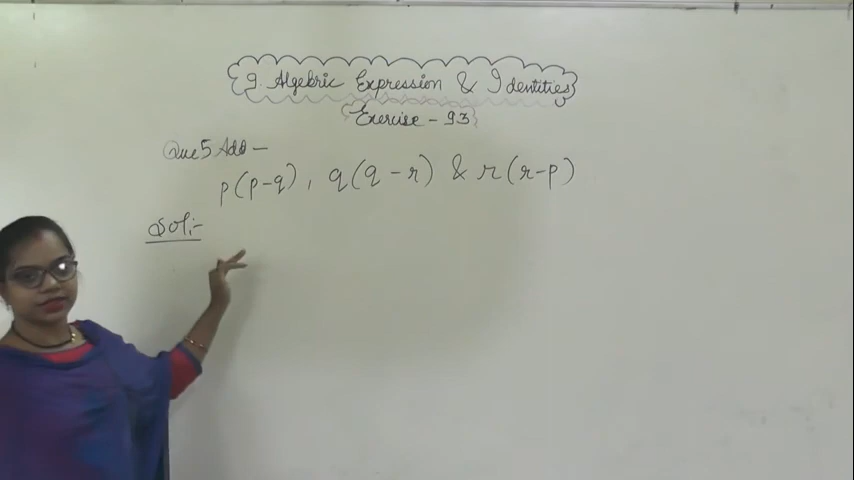 9. Algebric Expression & Identities
Exercise - 9.3
Que 5 Add -
p(p-q), q(q-r) & r(r-p)
Sol:-